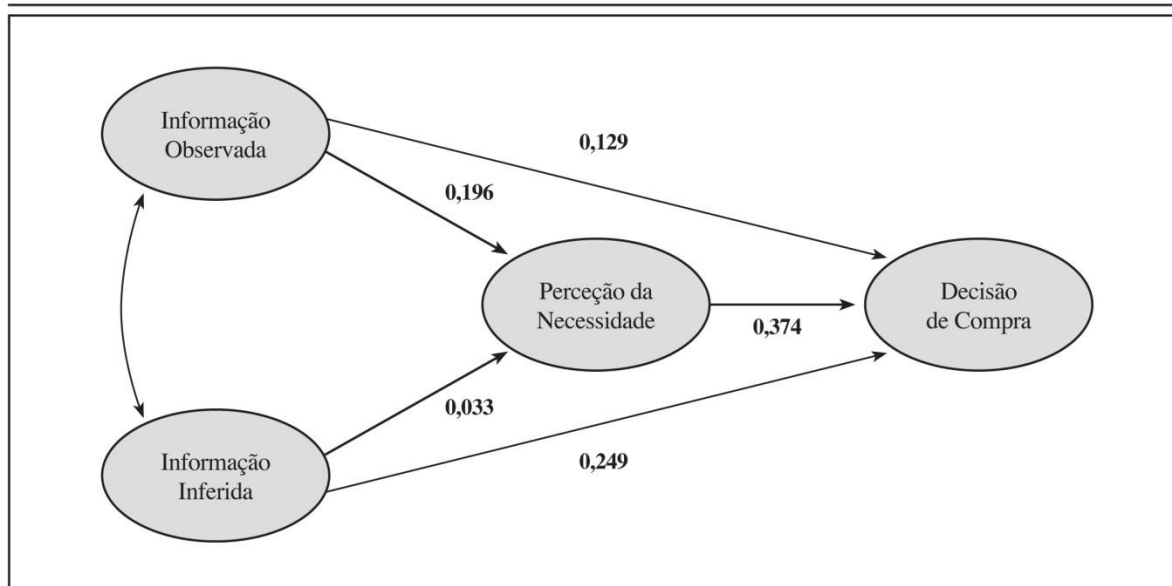 Informação
Observada
0,129
0,196
Perceção da
Necessidade
0,374
Decisão
de Compra
0,033
Informação
Inferida
0,249